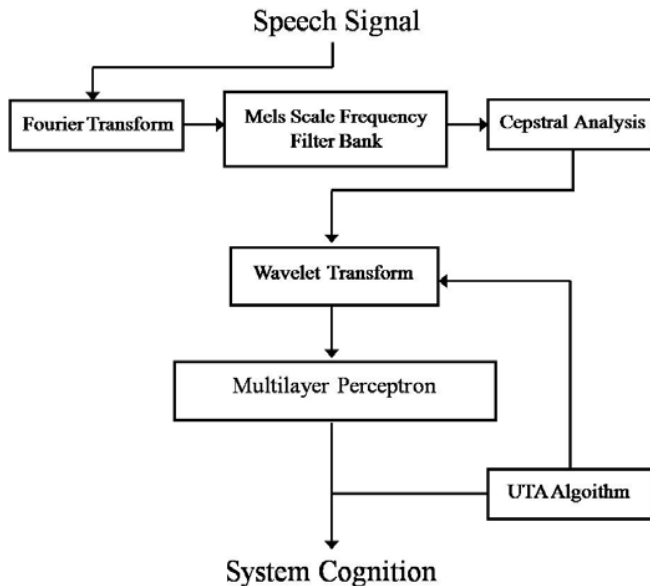 Speech Signal
Fourier Transform
Mels Scale Frequency
Filter Bank
Cepstral Analysis
Wavelet Transform
Multilayer Perceptron
UTA Algoithm
System Cognition